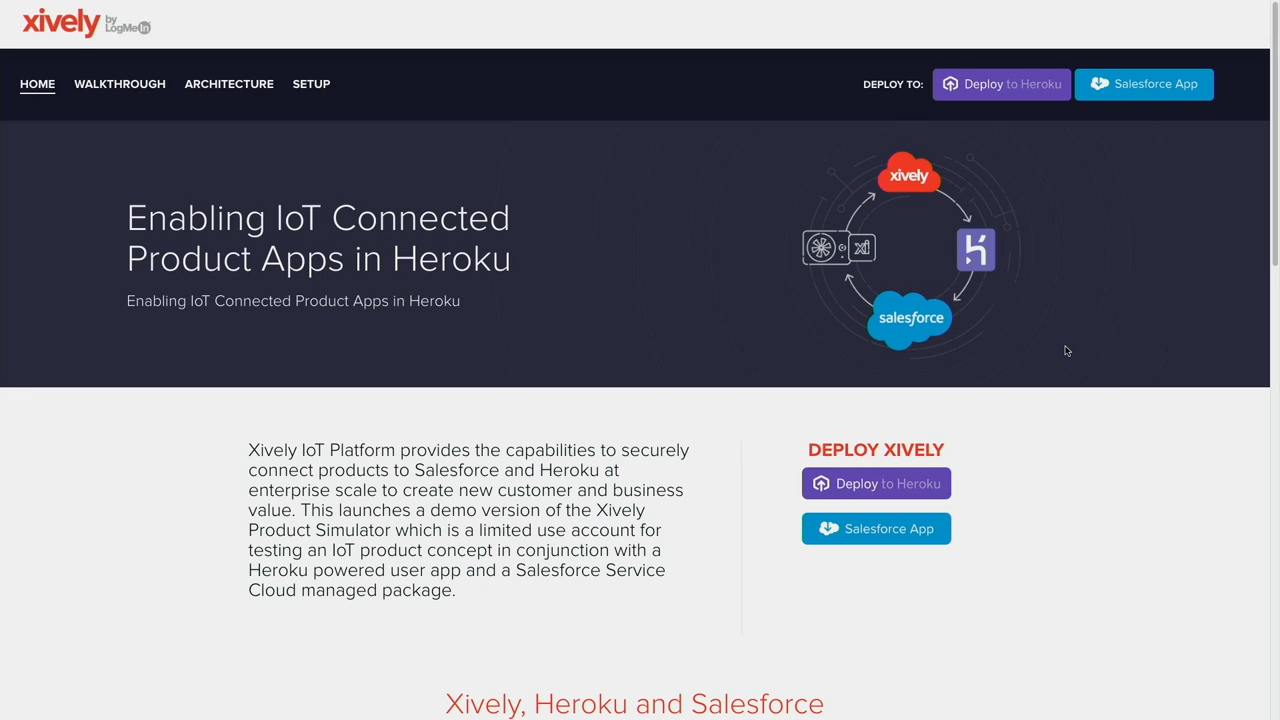 xively by LogMeIn
HOME WALKTHROUGH ARCHITECTURE SETUP DEPLOY TO: Deploy to Heroku Salesforce App
Enabling IoT Connected
Product Apps in Heroku
Enabling IoT Connected Product Apps in Heroku
xively
xi
salesforce
Xively IoT Platform provides the capabilities to securely
connect products to Salesforce and Heroku at
enterprise scale to create new customer and business
value. This launches a demo version of the Xively
Product Simulator which is a limited use account for
testing an IoT product concept in conjunction with a
Heroku powered user app and a Salesforce Service
Cloud managed package.
DEPLOY XIVELY
Deploy to Heroku
Salesforce App
Xively, Heroku and Salesforce